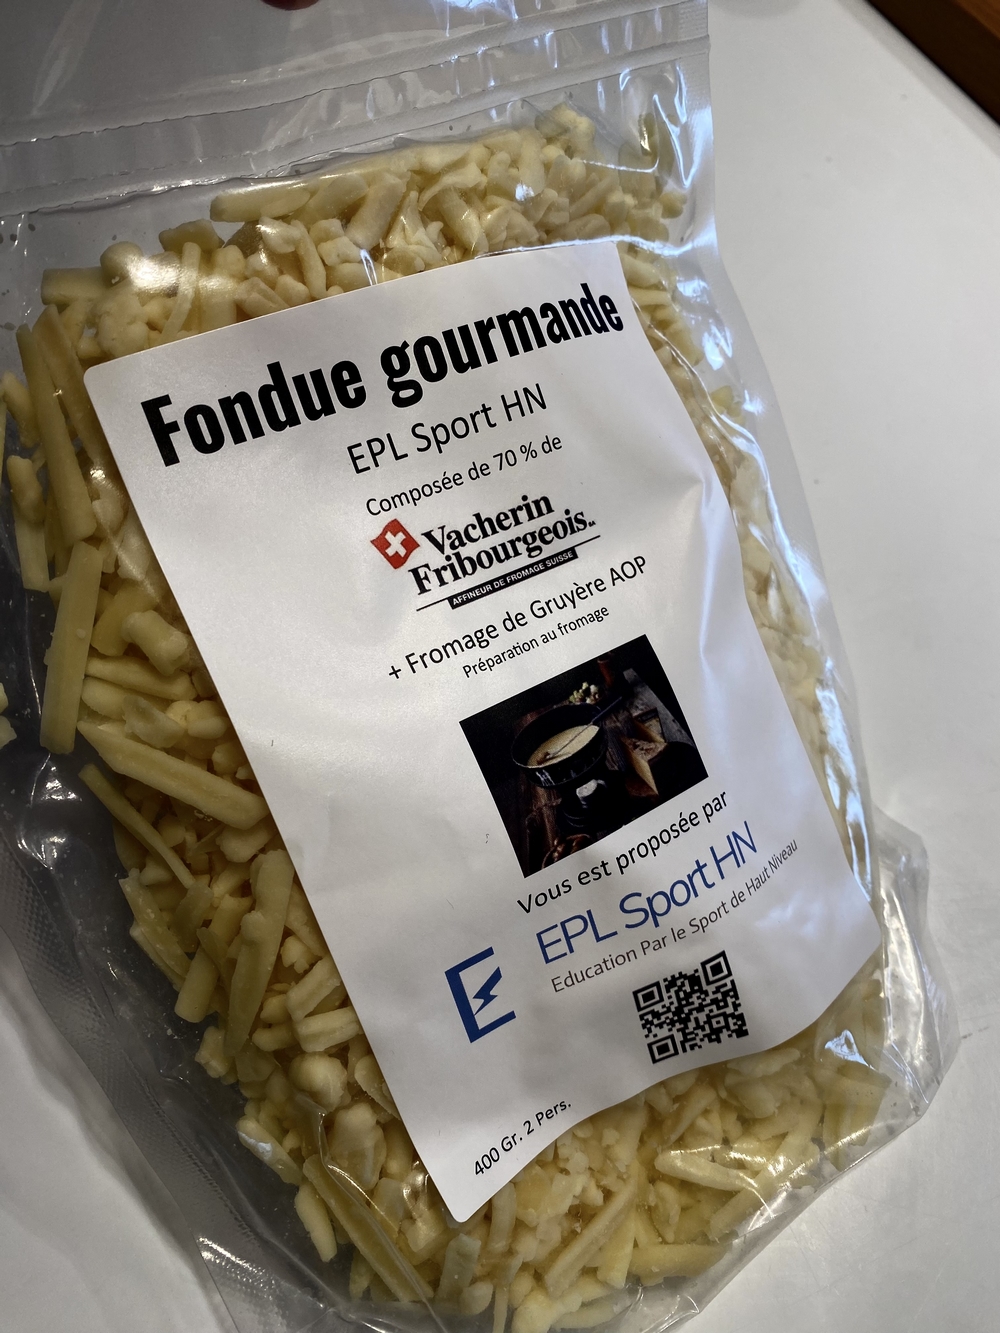 Fondue gourmande
EPL Sport HN
Composée de 70 % de
Vacherin
Fribourgeois SA
AFFINEUR DE FROMAGE SUISSE
+ Fromage de Gruyère AOP
Préparation au fromage
Vous est proposée par
EPL Sport HN
Education Par le Sport de Haut Niveau
400 Gr. 2 Pers.